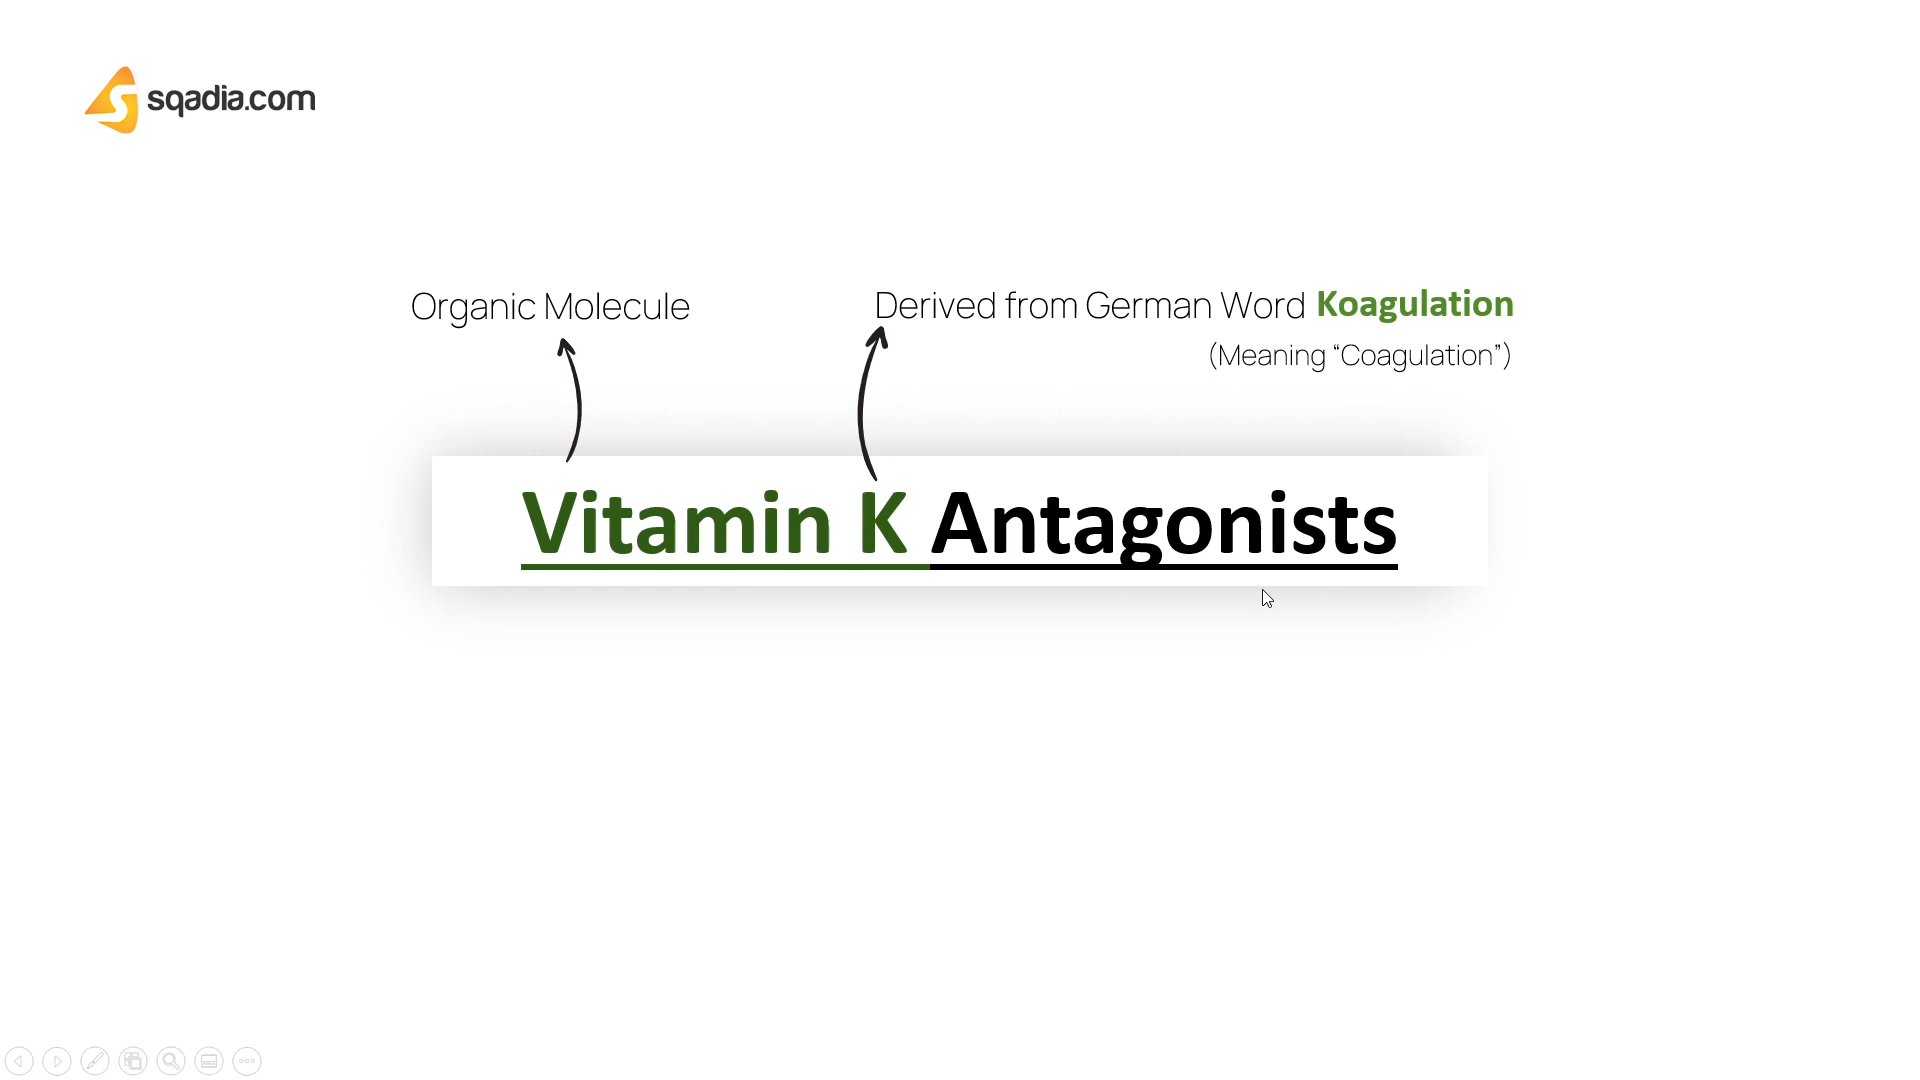 sqadia.com
Organic Molecule
Derived from German Word Koagulation
(Meaning “Coagulation”)
Vitamin K Antagonists